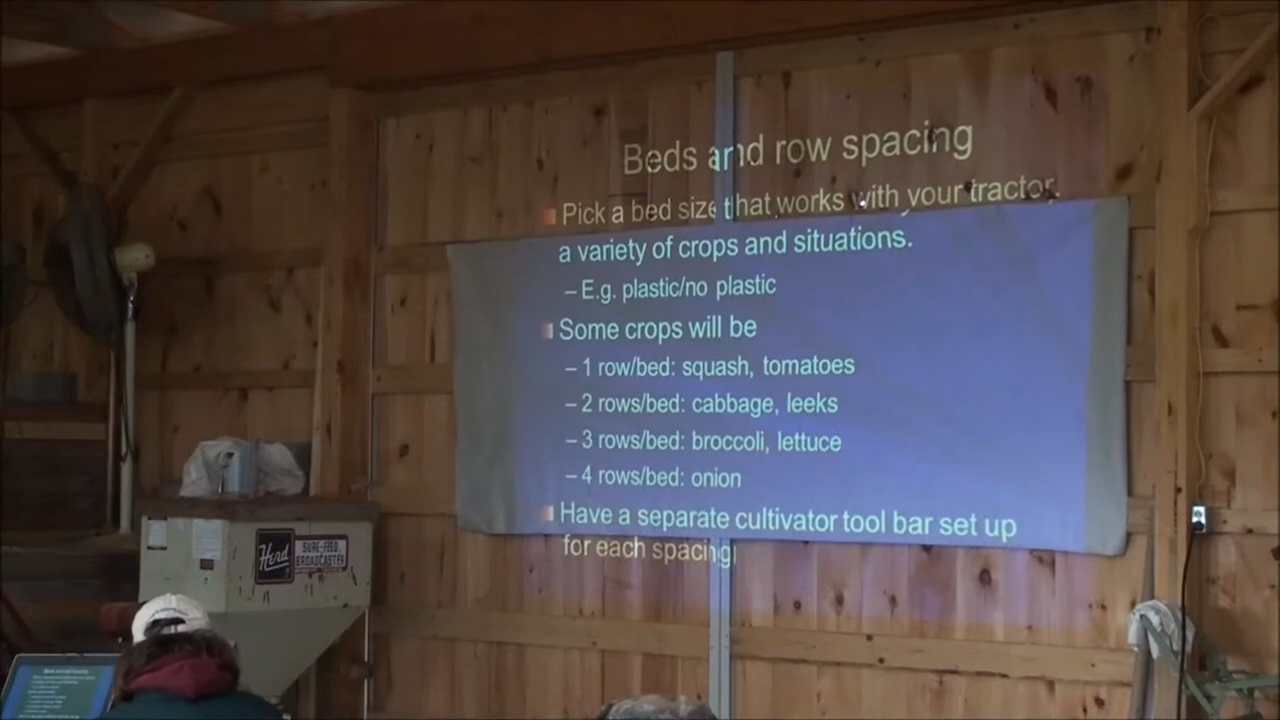 Beds and row spacing
Pick a bed size that works with your tractor,
a variety of crops and situations.
– E.g. plastic/no plastic
Some crops will be
– 1 row/bed: squash, tomatoes
– 2 rows/bed: cabbage, leeks
– 3 rows/bed: broccoli, lettuce
– 4 rows/bed: onion
Have a separate cultivator tool bar set up
for each spacing
Herd
SURE-FEED
BROADCASTER